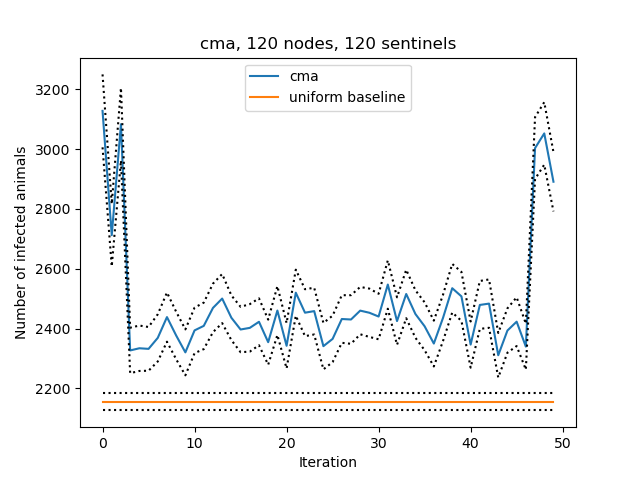 cma, 120 nodes, 120 sentinels
cma
uniform baseline
Number of infected animals
3200
3000
2800
2600
2400
2200
0 10 20 30 40 50
Iteration